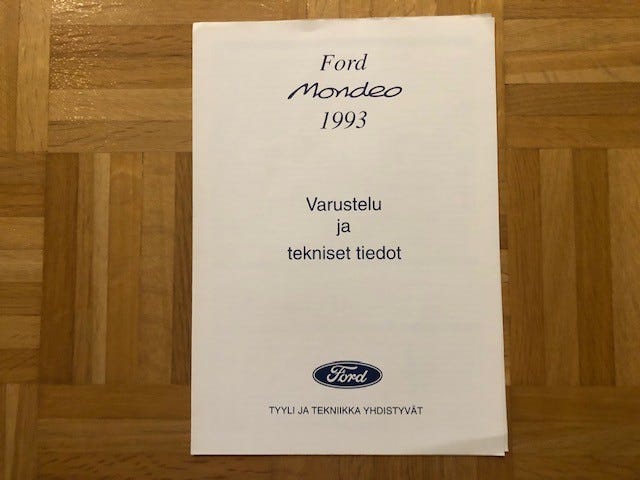 Ford
Mondeo
1993
Varustelu
ja
tekniset tiedot
Ford
TYYLI JA TEKNIIKKA YHDISTYVÄT